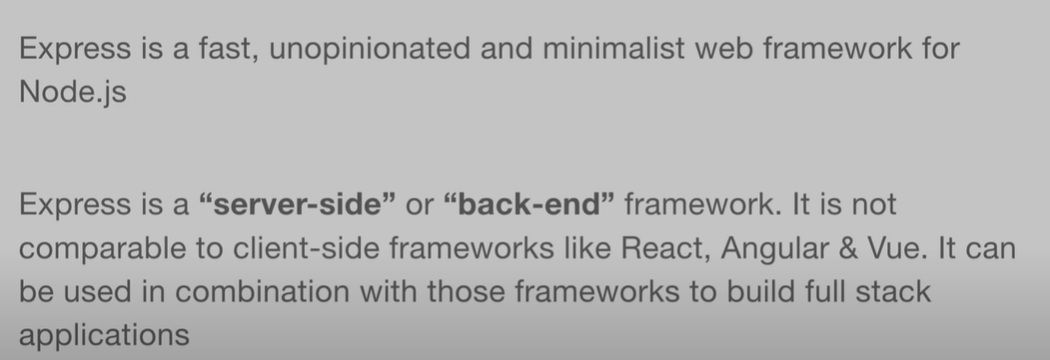 Express is a fast, unopinionated and minimalist web framework for
Node.js
Express is a “server-side” or “back-end” framework. It is not
comparable to client-side frameworks like React, Angular & Vue. It can
be used in combination with those frameworks to build full stack
applications